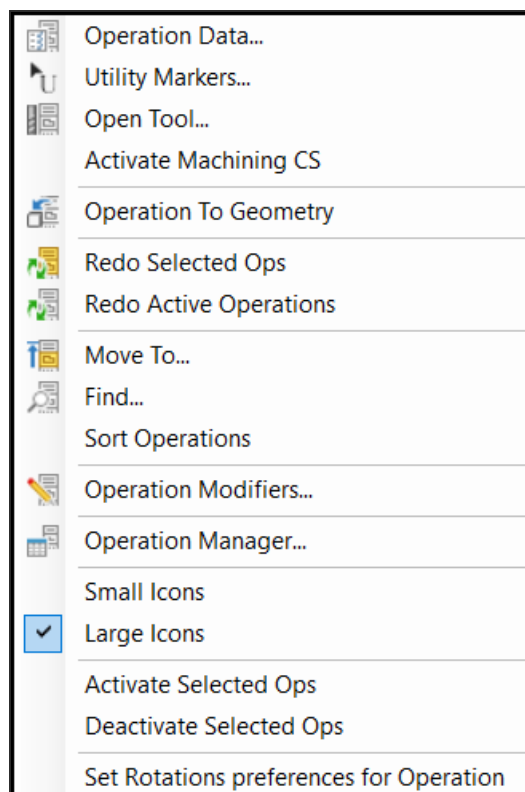 Operation Data...
Utility Markers...
Open Tool...
Activate Machining CS
Operation To Geometry
Redo Selected Ops
Redo Active Operations
Move To...
Find...
Sort Operations
Operation Modifiers...
Operation Manager...
Small Icons
Large Icons
Activate Selected Ops
Deactivate Selected Ops
Set Rotations preferences for Operation